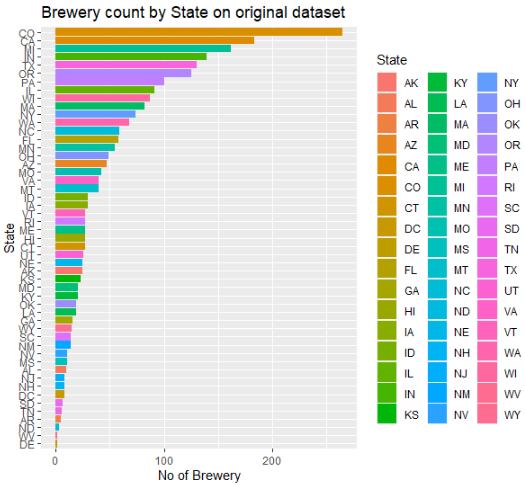 Brewery count by State on original dataset
CO
CA
MI
IN
TX
OR
PA
IL
WI
MA
NY
WA
NC
FL
MN
OH
AZ
MO
VA
MT
ID
IA
VT
RI
ME
HI
CT
UT
NE
AK
KS
MD
KY
OK
LA
GA
WY
SC
NM
NV
MS
AL
NJ
NH
DC
SD
TN
AR
ND
WV
DE
State
0
100
200
No of Brewery
State
AK
AL
AR
AZ
CA
CO
CT
DC
DE
FL
GA
HI
IA
ID
IL
IN
KS
KY
LA
MA
MD
ME
MI
MN
MO
MS
MT
NC
ND
NE
NH
NJ
NM
NV
NY
OH
OK
OR
PA
RI
SC
SD
TN
TX
UT
VA
VT
WA
WI
WV
WY